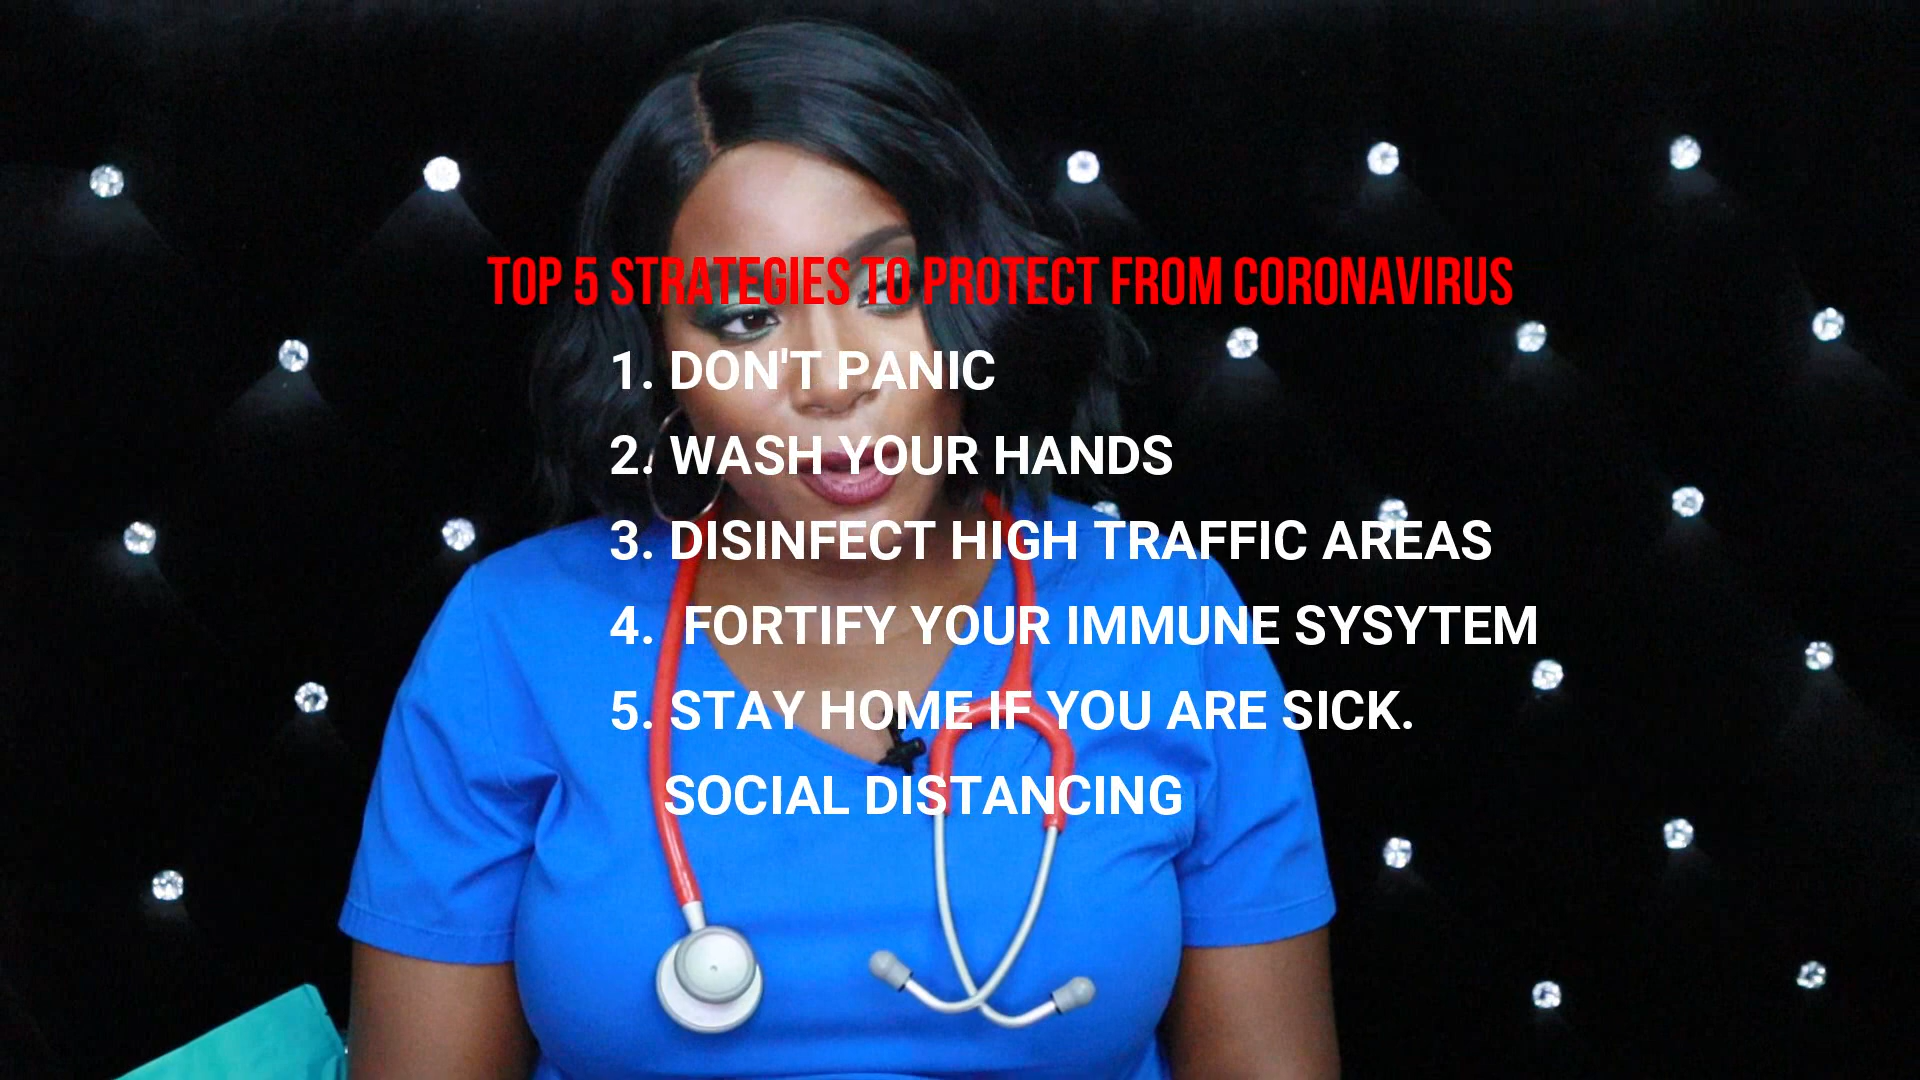 TOP 5 STRATEGIES TO PROTECT FROM CORONAVIRUS
1. DON'T PANIC
2. WASH YOUR HANDS
3. DISINFECT HIGH TRAFFIC AREAS
4. FORTIFY YOUR IMMUNE SYSYTEM
5. STAY HOME IF YOU ARE SICK.
SOCIAL DISTANCING